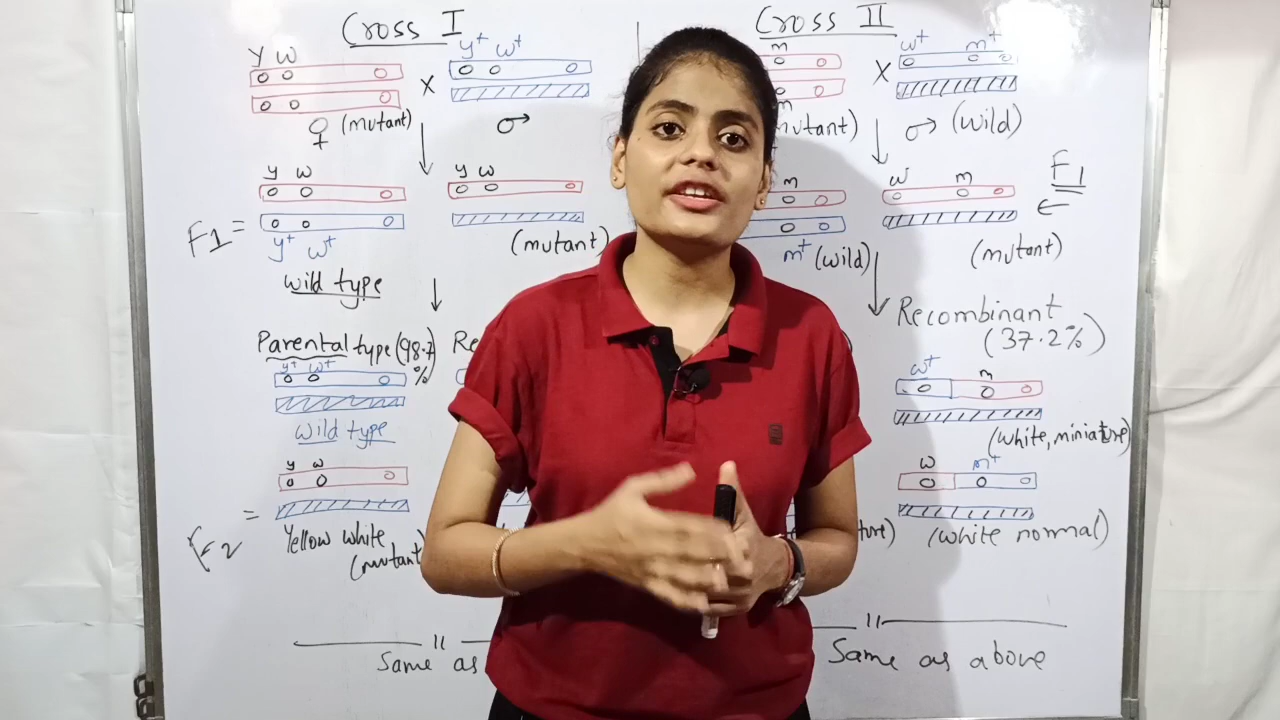 Cross I
y w
y+ w+
X
♀ (mutant)
♂
y w
y w
F1 =
y+ w+
wild type
(mutant)
Parental type (98.7
%)
Re
y+ w+
wild type
y w
F2 =
Yellow white
(mutant
"
Same as
Cross II
m
w+ m+
X
m
mutant)
♂ (wild)
F1
m
w m
m+ (wild)
(mutant)
Recombinant
(37.2%)
w+ m
(white, miniature)
w m+
(white normal)
"
Same as above